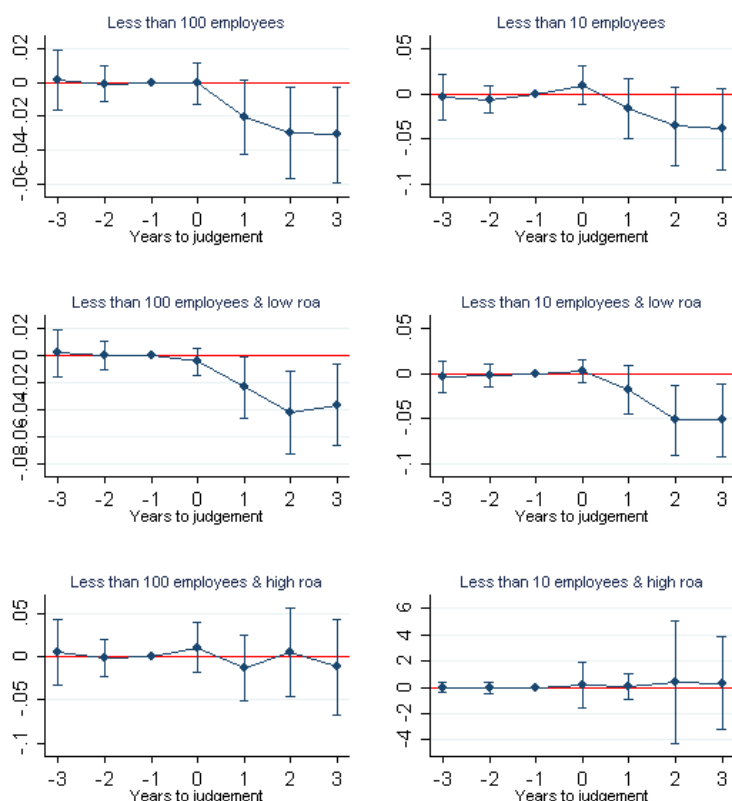 Less than 100 employees
.02
0
-.02
-.04
-.06
-3 -2 -1 0 1 2 3
Years to judgement
Less than 10 employees
.05
0
-.05
-.1
-3 -2 -1 0 1 2 3
Years to judgement
Less than 100 employees & low roa
.02
0
-.02
-.04
-.06
-.08
-3 -2 -1 0 1 2 3
Years to judgement
Less than 10 employees & low roa
.05
0
-.05
-.1
-3 -2 -1 0 1 2 3
Years to judgement
Less than 100 employees & high roa
.05
0
-.05
-.1
-3 -2 -1 0 1 2 3
Years to judgement
Less than 10 employees & high roa
6
4
2
0
-2
-4
-3 -2 -1 0 1 2 3
Years to judgement